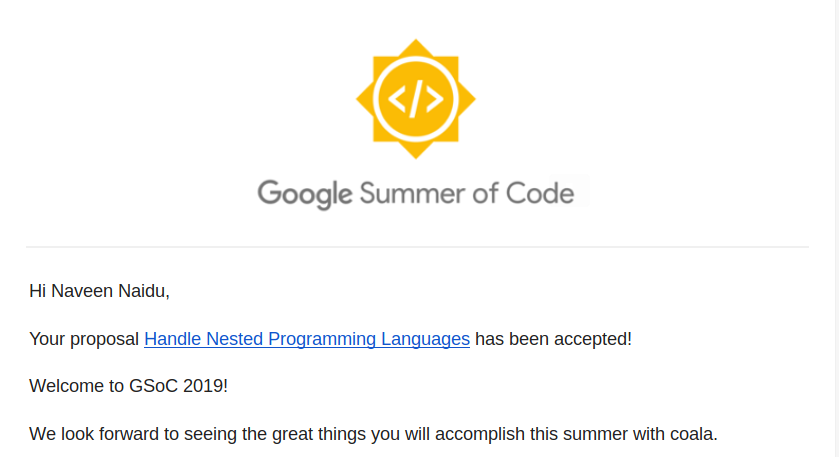 </>
Google Summer of Code
Hi Naveen Naidu,
Your proposal Handle Nested Programming Languages has been accepted!
Welcome to GSoC 2019!
We look forward to seeing the great things you will accomplish this summer with coala.